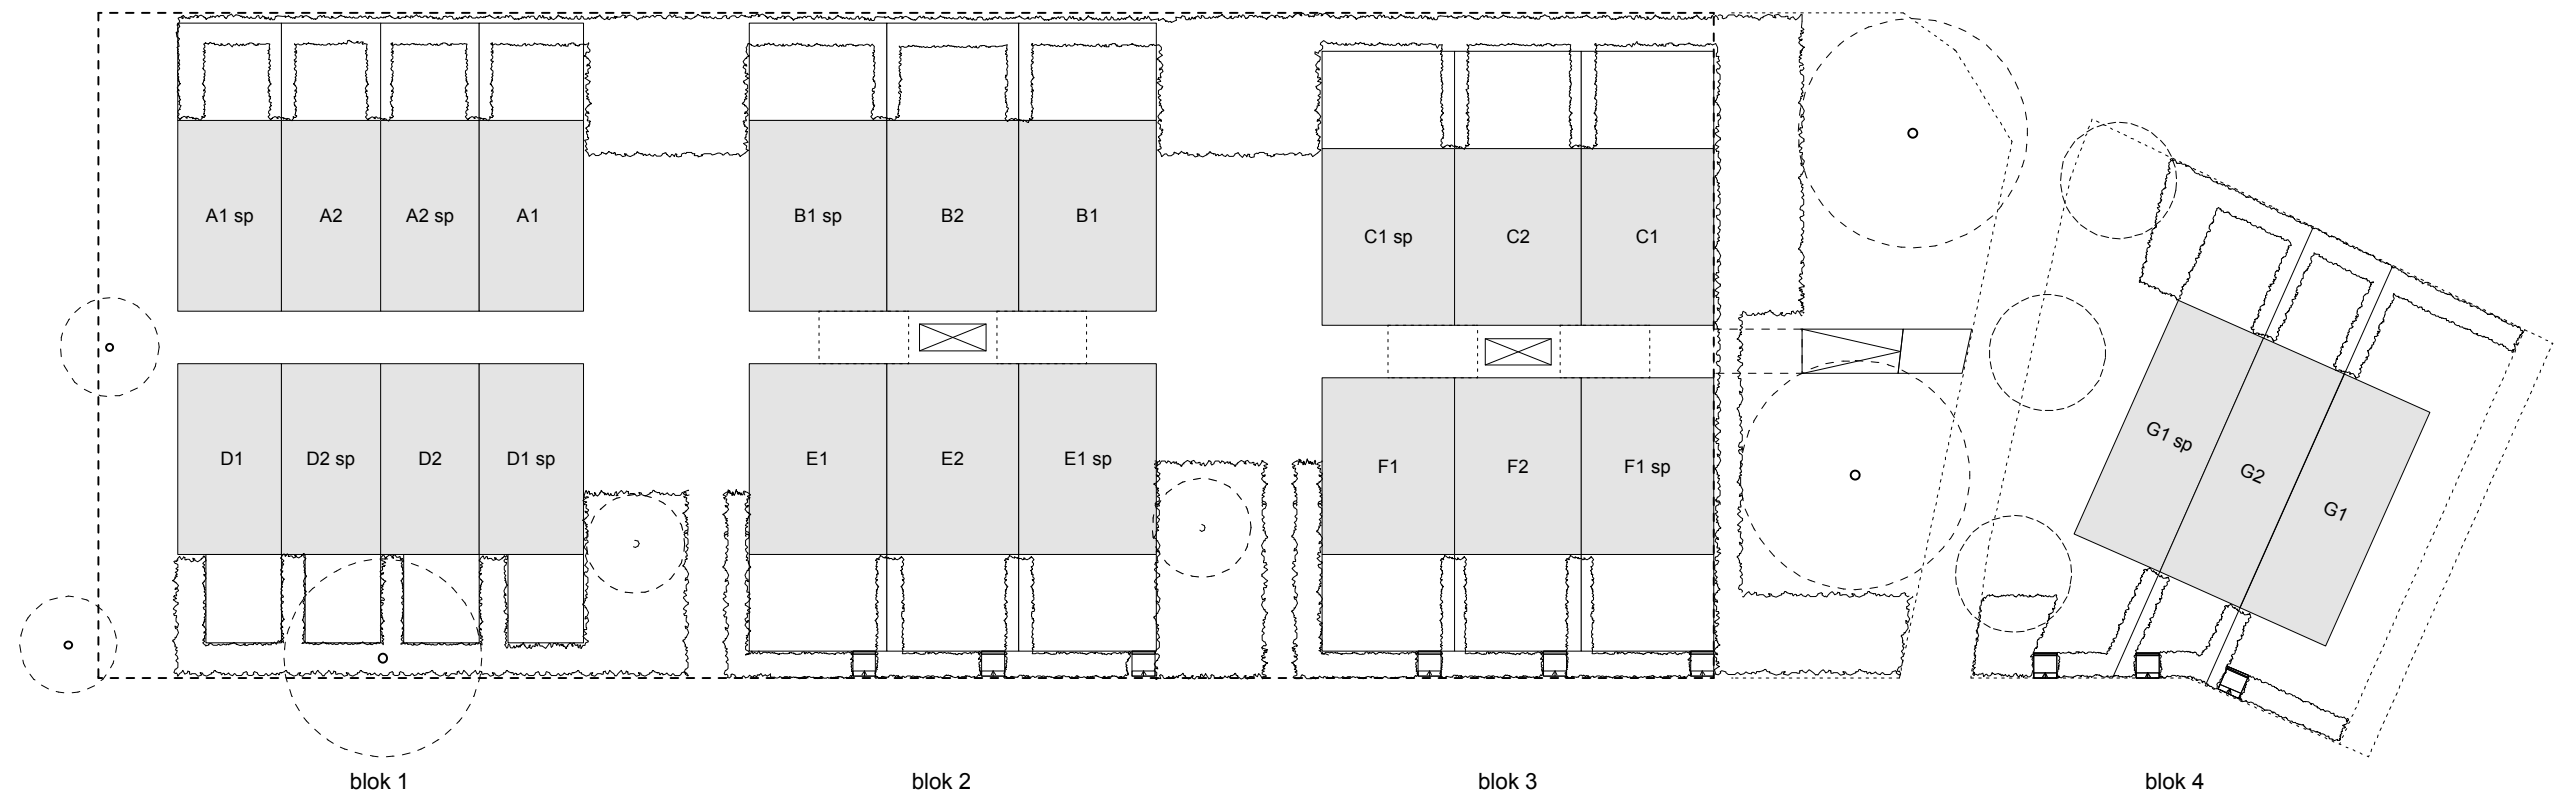 A1 sp
A2
A2 sp
A1
B1 sp
B2
B1
C1 sp
C2
C1
D1
D2 sp
D2
D1 sp
E1
E2
E1 sp
F1
F2
F1 sp
G1 sp
G2
G1
blok 1
blok 2
blok 3
blok 4